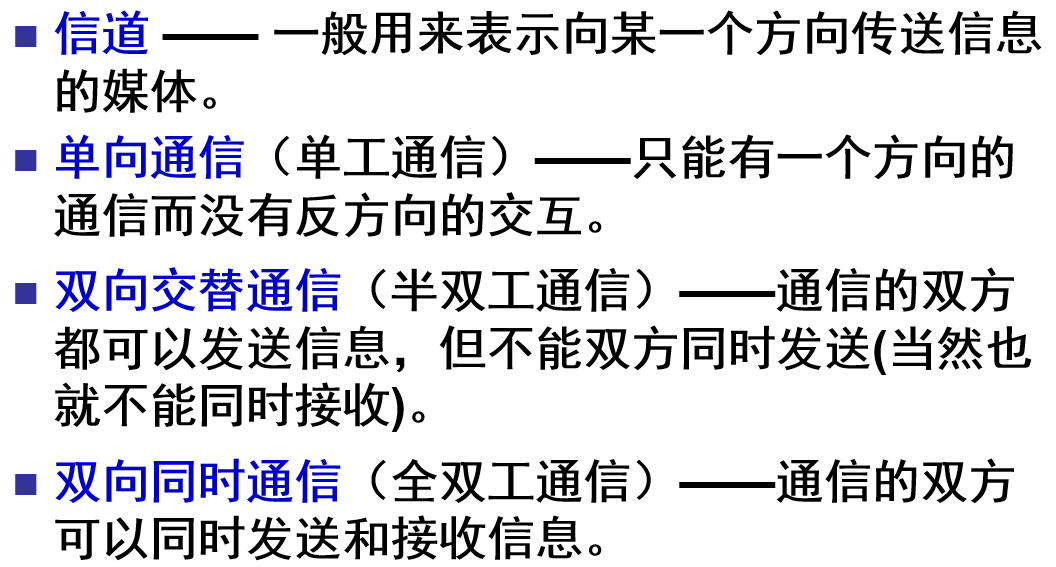 ■ 信道 —— 一般用来表示向某一个方向传送信息
的媒体。
■ 单向通信（单工通信）——只能有一个方向的
通信而没有反方向的交互。
■ 双向交替通信（半双工通信）——通信的双方
都可以发送信息，但不能双方同时发送(当然也
就不能同时接收)。
■ 双向同时通信（全双工通信）——通信的双方
可以同时发送和接收信息。